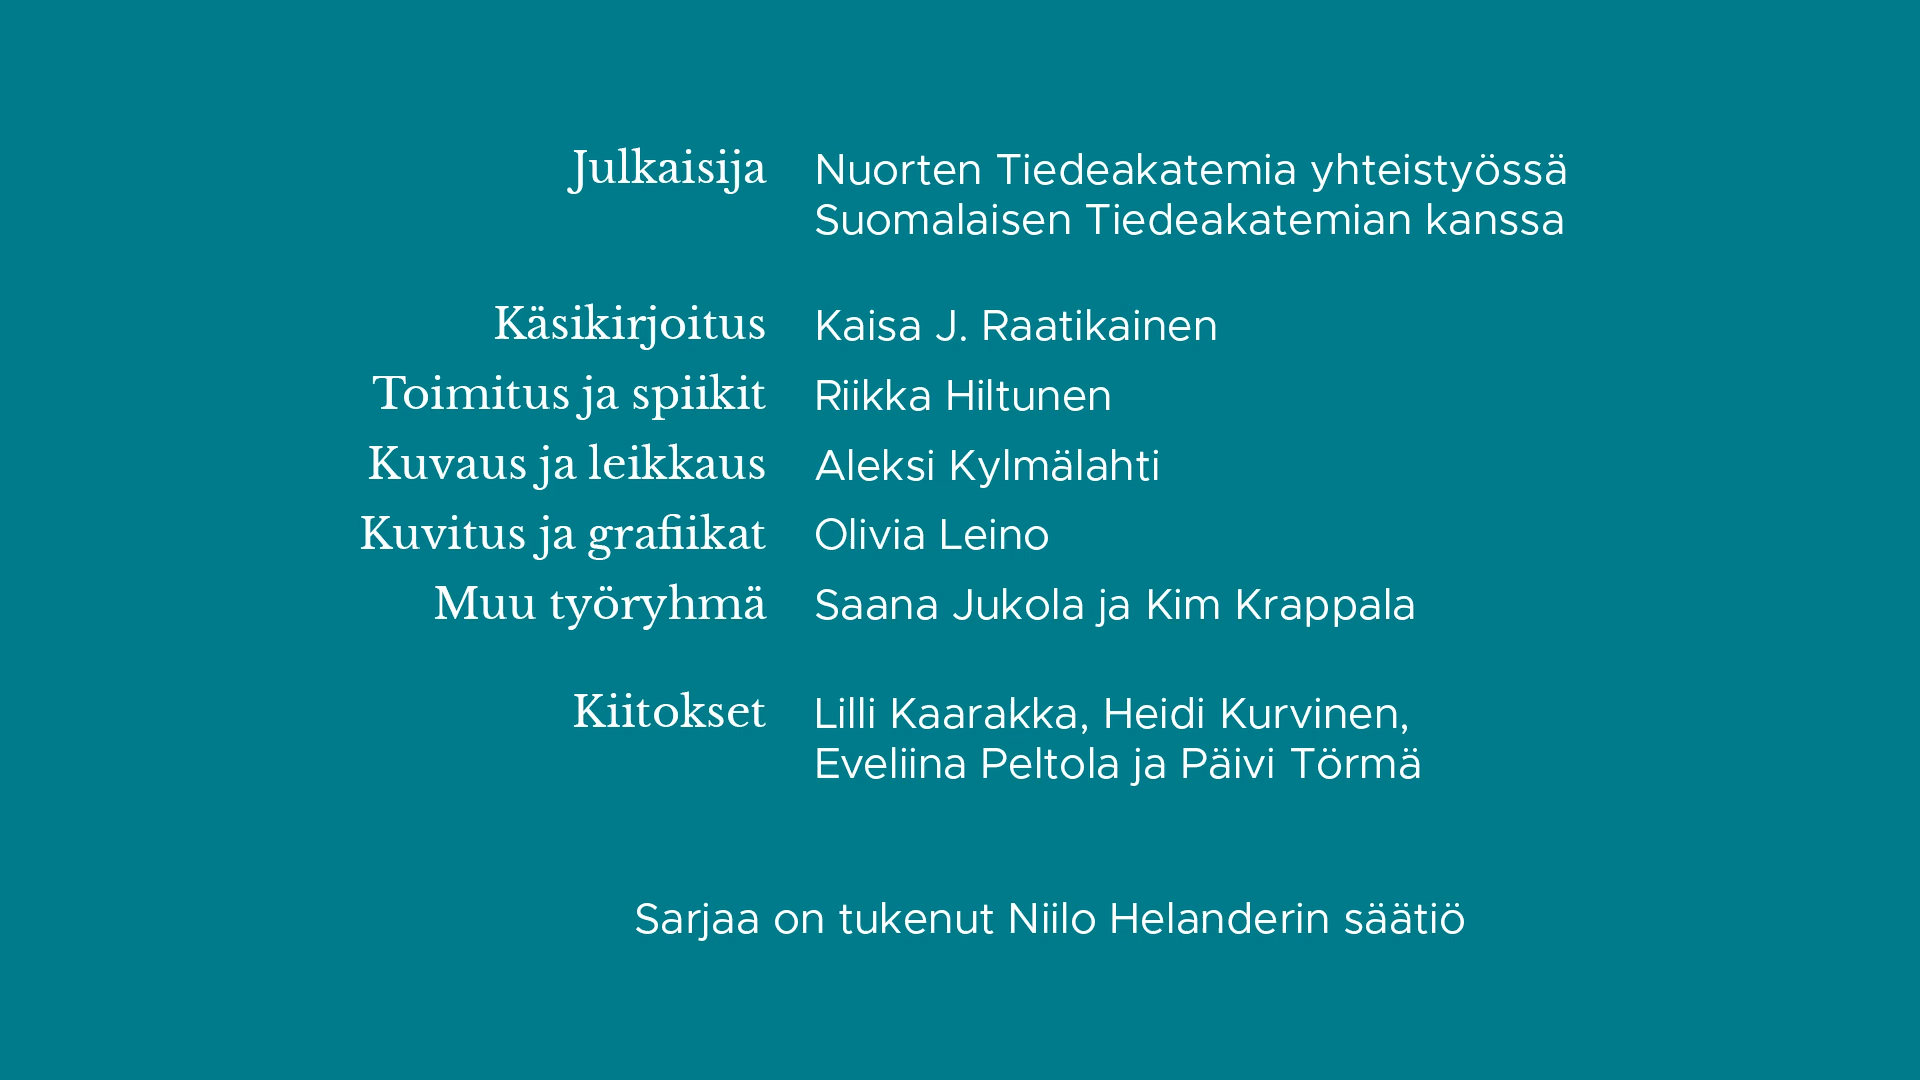 Julkaisija Nuorten Tiedeakatemia yhteistyössä
Suomalaisen Tiedeakatemian kanssa
Käsikirjoitus Kaisa J. Raatikainen
Toimitus ja spiikit Riikka Hiltunen
Kuvaus ja leikkaus Aleksi Kylmälahti
Kuvitus ja grafiikat Olivia Leino
Muu työryhmä Saana Jukola ja Kim Krappala
Kiitokset Lilli Kaarakka, Heidi Kurvinen,
Eveliina Peltola ja Päivi Törmä
Sarjaa on tukenut Niilo Helanderin säätiö